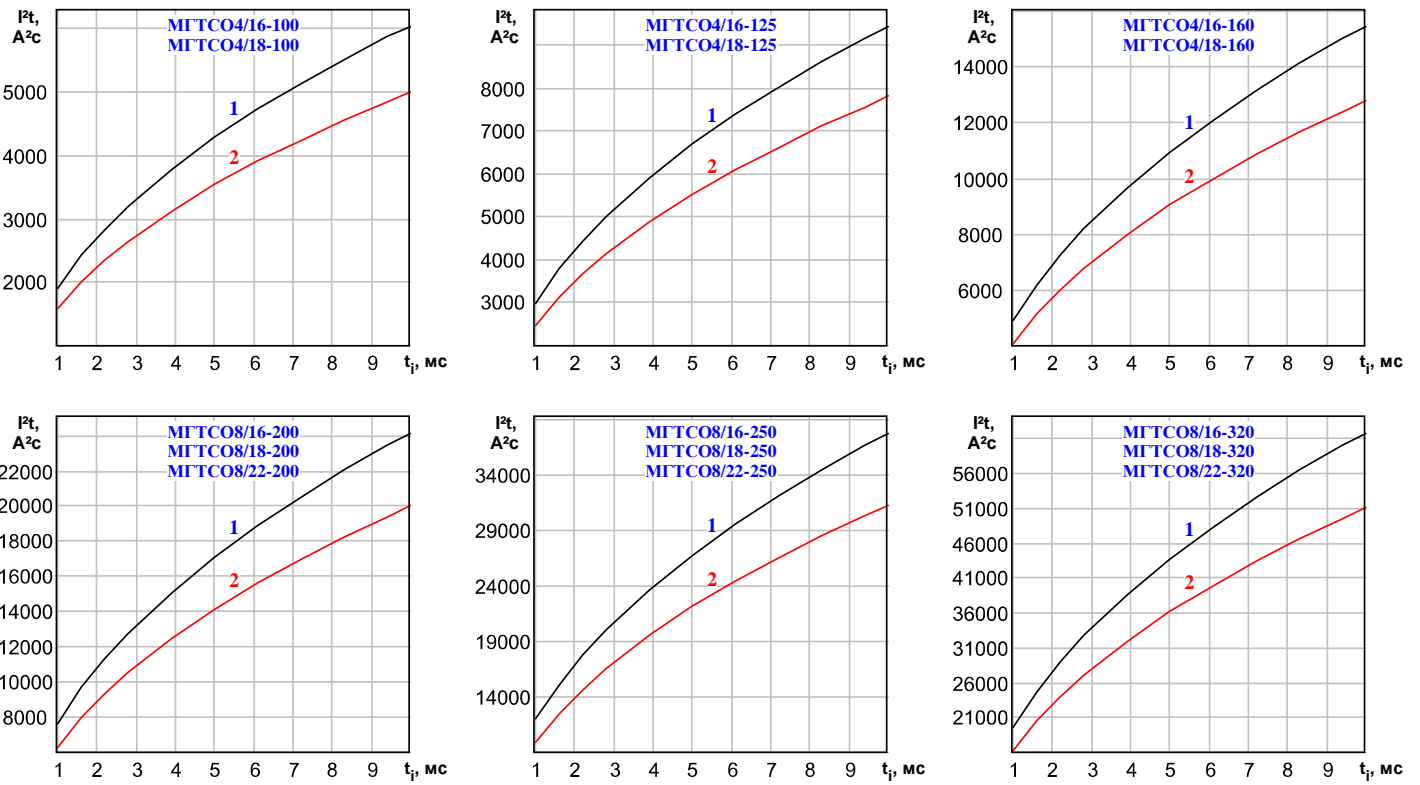 I²t,
A²c
МГТСО4/16-100
МГТСО4/18-100
5000
4000
3000
2000
1
2
1 2 3 4 5 6 7 8 9 ti, мс
I²t,
A²c
МГТСО4/16-125
МГТСО4/18-125
8000
7000
6000
5000
4000
3000
1
2
1 2 3 4 5 6 7 8 9 ti, мс
I²t,
A²c
МГТСО4/16-160
МГТСО4/18-160
14000
12000
10000
8000
6000
1
2
1 2 3 4 5 6 7 8 9 ti, мс
I²t,
A²c
МГТСО8/16-200
МГТСО8/18-200
МГТСО8/22-200
22000
20000
18000
16000
14000
12000
10000
8000
1
2
1 2 3 4 5 6 7 8 9 ti, мс
I²t,
A²c
МГТСО8/16-250
МГТСО8/18-250
МГТСО8/22-250
34000
29000
24000
19000
14000
1
2
1 2 3 4 5 6 7 8 9 ti, мс
I²t,
A²c
МГТСО8/16-320
МГТСО8/18-320
МГТСО8/22-320
56000
51000
46000
41000
36000
31000
26000
21000
1
2
1 2 3 4 5 6 7 8 9 ti, мс